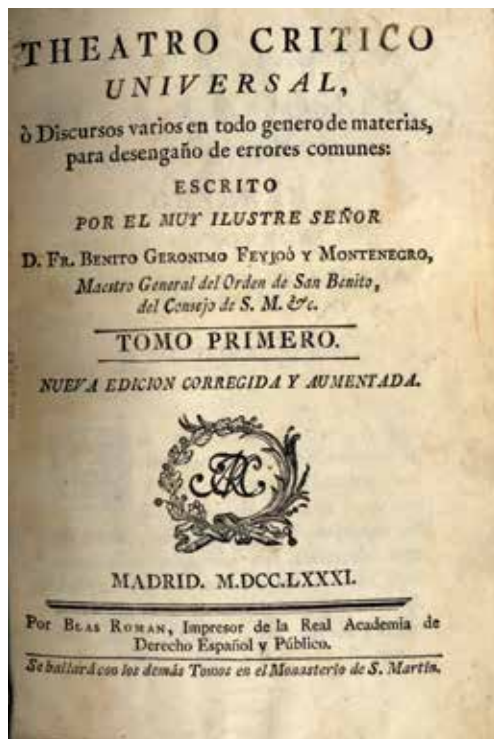 THEATRO CRITICO
UNIVERSAL,
ò Discursos varios en todo genero de materias,
para desengaño de errores comunes:
ESCRITO
POR EL MUY ILUSTRE SEÑOR
D. FR. BENITO GERONIMO FEYJOÓ Y MONTENEGRO,
Maestro General del Orden de San Benito,
del Consejo de S. M. &c.
TOMO PRIMERO.
NUEVA EDICION CORREGIDA Y AUMENTADA.
MADRID. M.DCC.LXXXI.
Por BLAS ROMAN, Impresor de la Real Academia de
Derecho Español y Público.
Se hallará con los demás Tomos en el Monasterio de S. Martin.